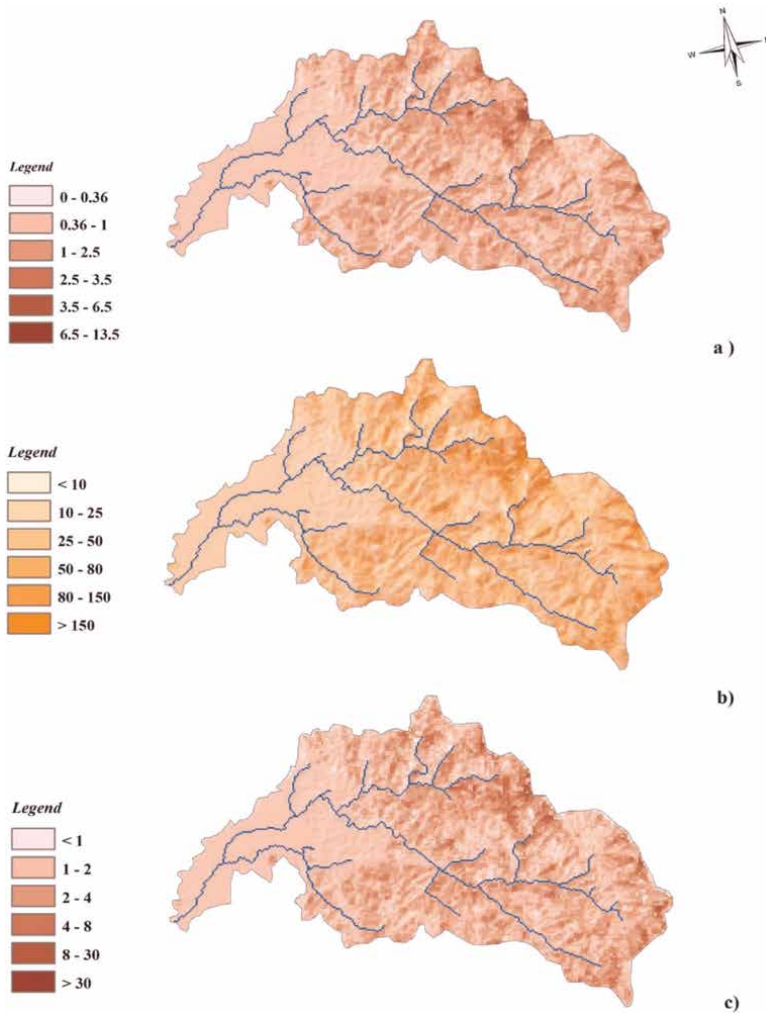 N
W
S
Legend
0 - 0.36
0.36 - 1
1 - 2.5
2.5 - 3.5
3.5 - 6.5
6.5 - 13.5
a )
Legend
< 10
10 - 25
25 - 50
50 - 80
80 - 150
> 150
b)
Legend
< 1
1 - 2
2 - 4
4 - 8
8 - 30
> 30
c)